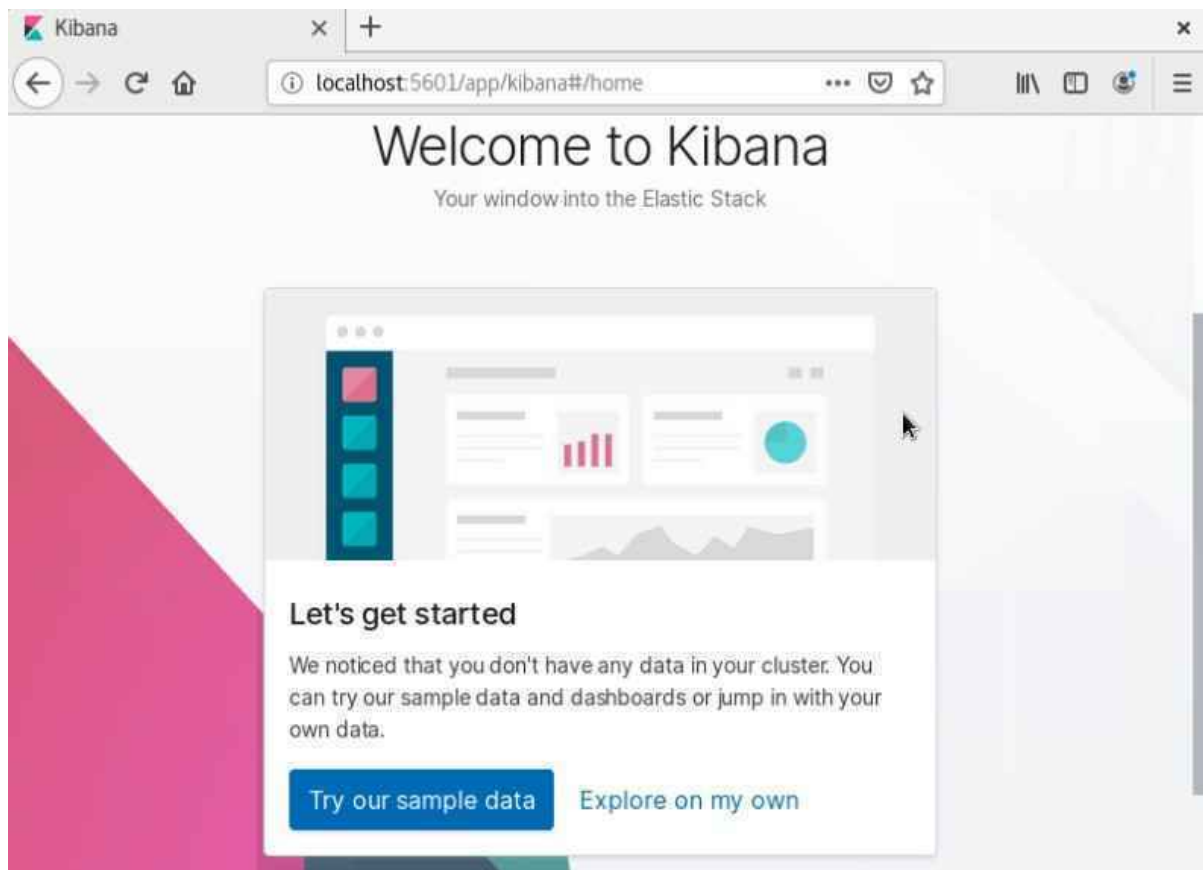 Kibana
localhost:5601/app/kibana#/home
Welcome to Kibana
Your window into the Elastic Stack
Let's get started
We noticed that you don't have any data in your cluster. You
can try our sample data and dashboards or jump in with your
own data.
Try our sample data
Explore on my own